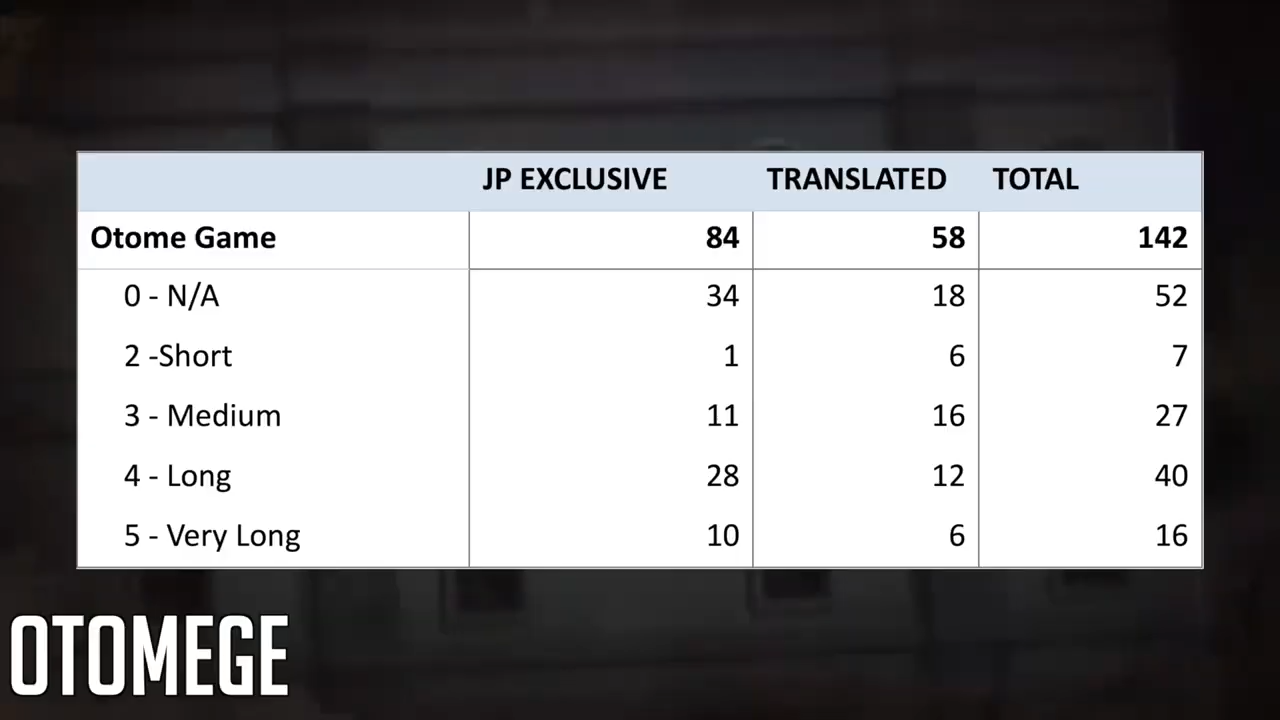 JP EXCLUSIVE TRANSLATED TOTAL
Otome Game 84 58 142
0 - N/A 34 18 52
2 -Short 1 6 7
3 - Medium 11 16 27
4 - Long 28 12 40
5 - Very Long 10 6 16
OTOMEGE